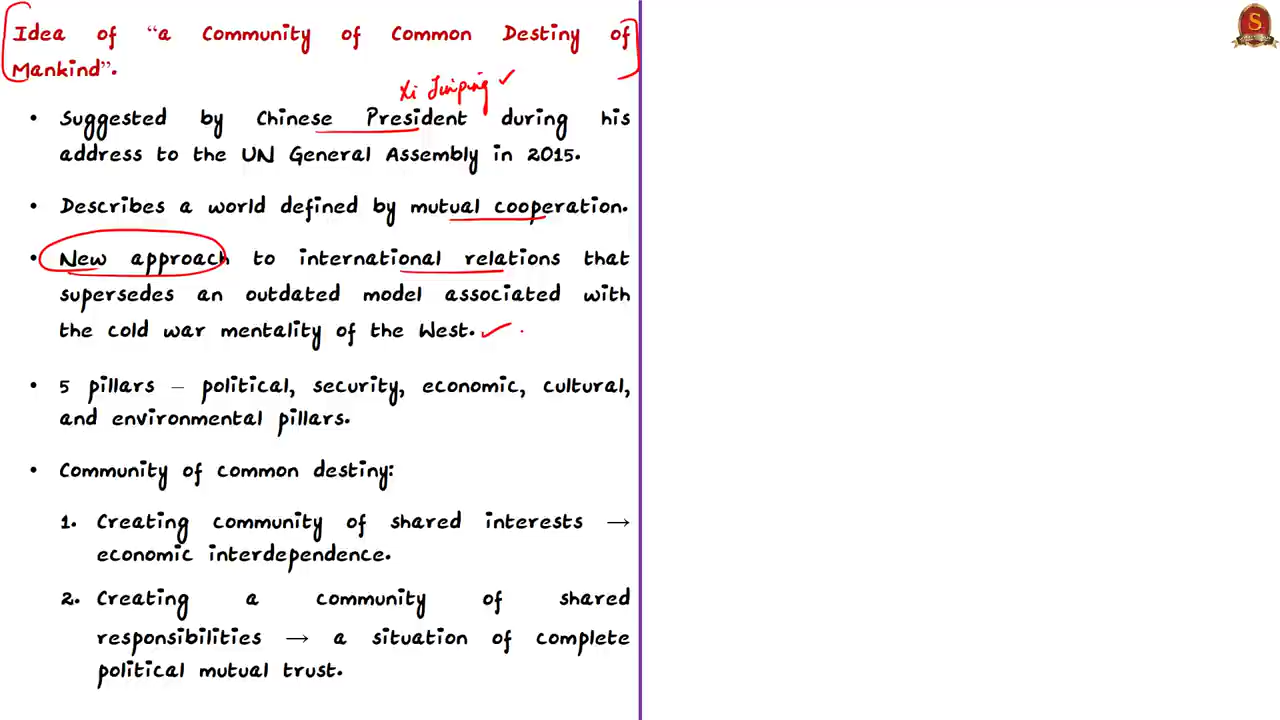 Idea of “a Community of Common Destiny of
Mankind”.
Xi Jinping ✓
• Suggested by Chinese President during his
address to the UN General Assembly in 2015.
• Describes a world defined by mutual cooperation.
• New approach to international relations that
supersedes an outdated model associated with
the cold war mentality of the West. ✓
• 5 pillars – political, security, economic, cultural,
and environmental pillars.
• Community of common destiny:
1. Creating community of shared interests →
economic interdependence.
2. Creating a community of shared
responsibilities → a situation of complete
political mutual trust.
S